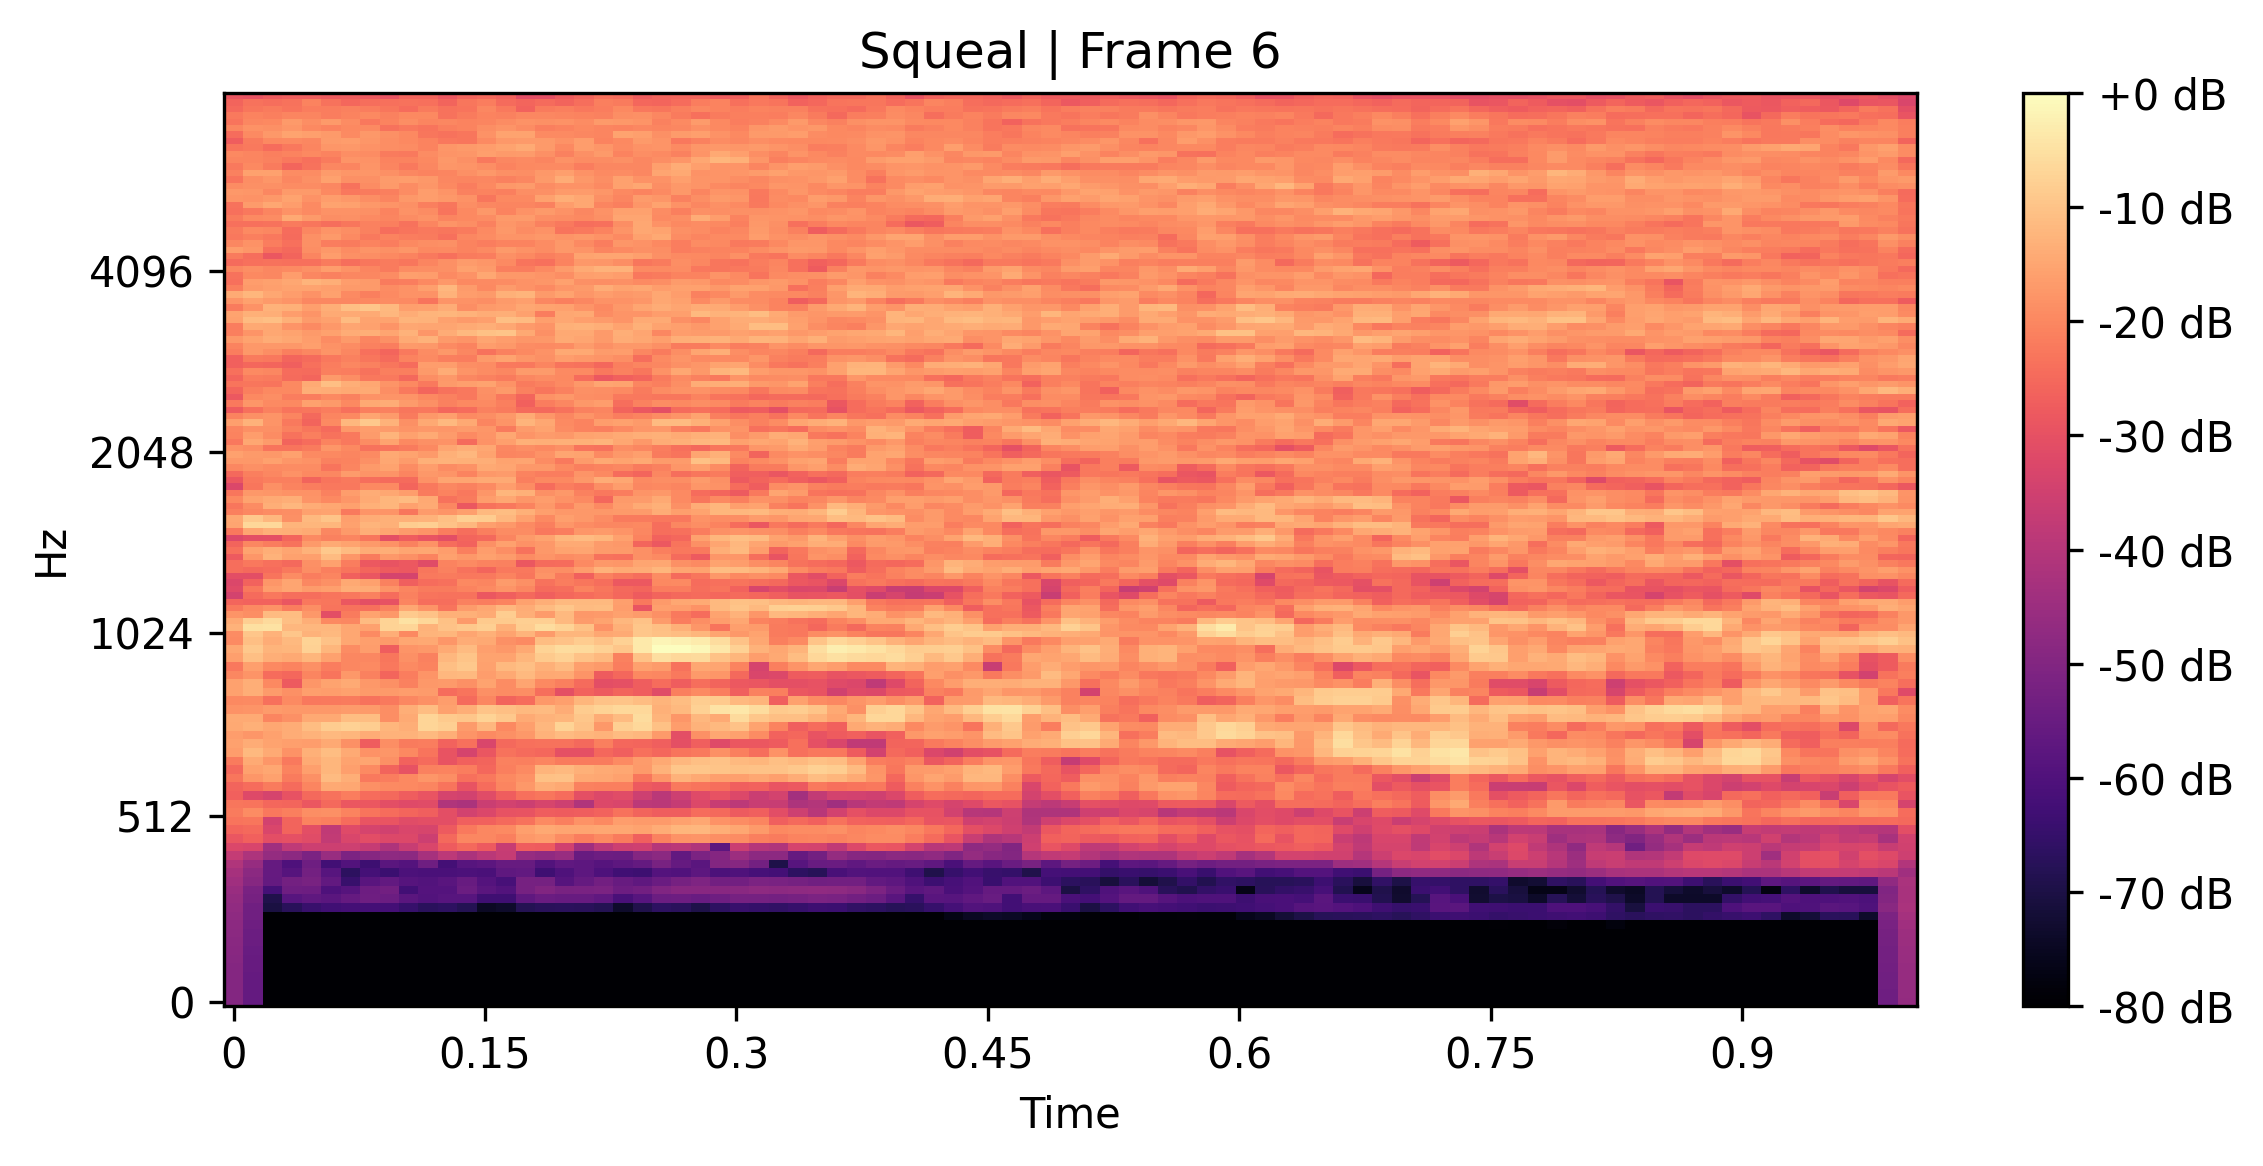 Squeal | Frame 6
+0 dB
-10 dB
-20 dB
-30 dB
-40 dB
-50 dB
-60 dB
-70 dB
-80 dB
Hz
4096
2048
1024
512
0
0 0.15 0.3 0.45 0.6 0.75 0.9
Time